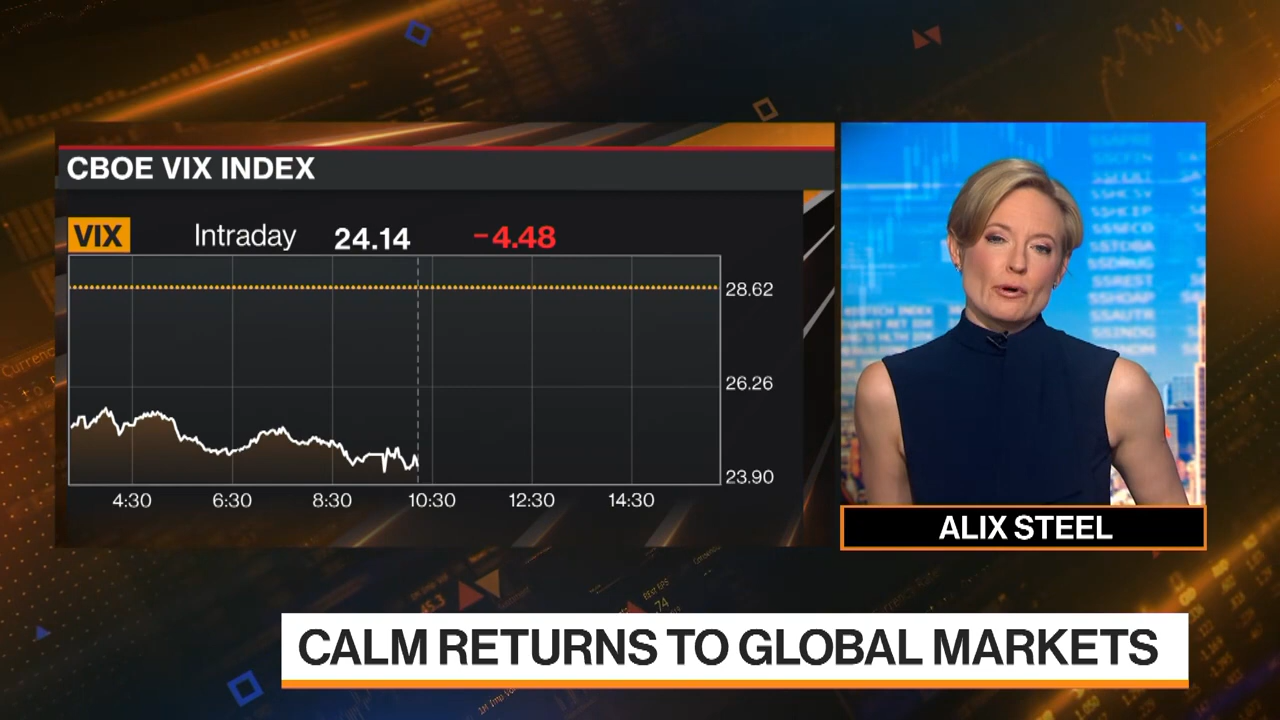 CBOE VIX INDEX
VIX Intraday 24.14 −4.48
28.62
26.26
23.90
4:30 6:30 8:30 10:30 12:30 14:30
ALIX STEEL
CALM RETURNS TO GLOBAL MARKETS